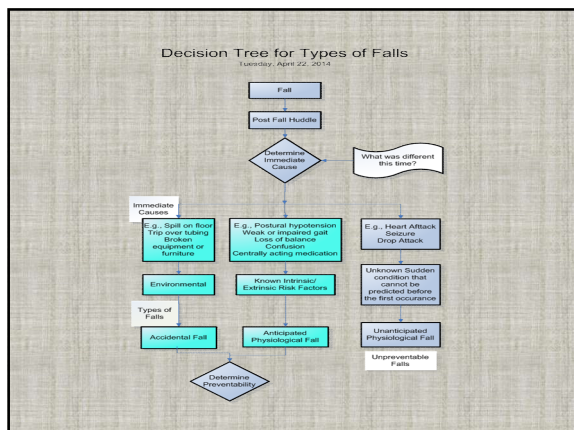 Decision Tree for Types of Falls
Tuesday, April 22, 2014
Fall
Post Fall Huddle
Determine
Immediate
Cause
What was different
this time?
Immediate
Causes
E.g., Spill on floor
Trip over tubing
Broken
equipment or
furniture
E.g., Postural hypotension
Weak or impaired gait
Loss of balance
Confusion
Centrally acting medication
E.g., Heart Afttack
Seizure
Drop Attack
Environmental
Known Intrinsic/
Extrinsic Risk Factors
Unknown Sudden
condition that
cannot be
predicted before
the first occurance
Types of
Falls
Accidental Fall
Anticipated
Physiological Fall
Unanticipated
Physiological Fall
Unpreventable
Falls
Determine
Preventability